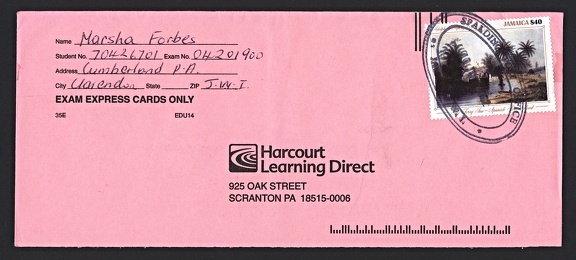 Name Marsha Forbes
Student No. 70426701 Exam No. 04201900
Address Cumberland P.A.
City Clarendon State ZIP J.W.I.
EXAM EXPRESS CARDS ONLY
35E EDU14
JAMAICA $40
SPALDING
Harcourt
Learning Direct
925 OAK STREET
SCRANTON PA 18515-0006